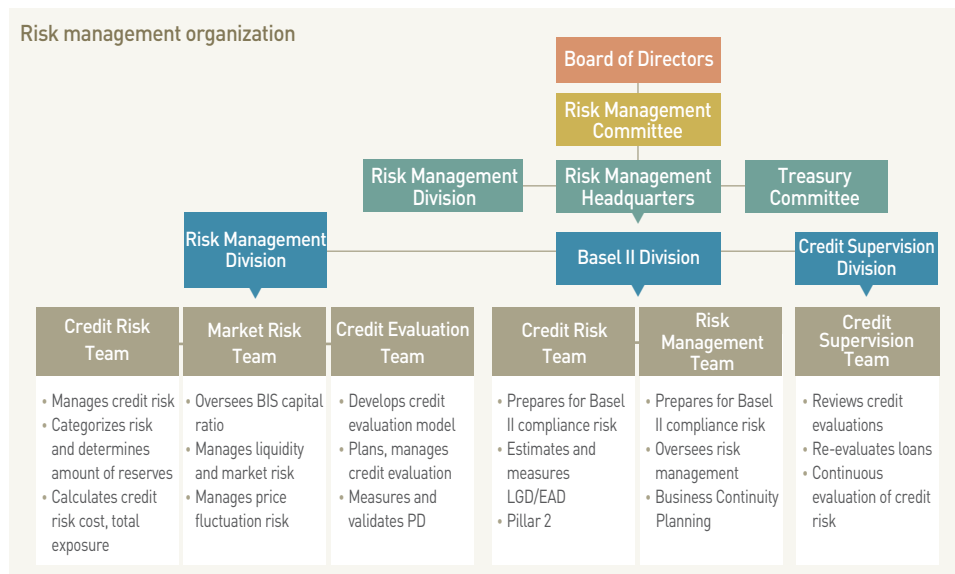 Risk management organization
Board of Directors
Risk Management
Committee
Risk Management
Division
Risk Management
Headquarters
Treasury
Committee
Risk Management
Division
Basel II Division
Credit Supervision
Division
Credit Risk
Team
Market Risk
Team
Credit Evaluation
Team
Credit Risk
Team
Risk
Management
Team
Credit
Supervision
Team
• Manages credit risk
• Categorizes risk
and determines
amount of reserves
• Calculates credit
risk cost, total
exposure
• Oversees BIS capital
ratio
• Manages liquidity
and market risk
• Manages price
fluctuation risk
• Develops credit
evaluation model
• Plans, manages
credit evaluation
• Measures and
validates PD
• Prepares for Basel
II compliance risk
• Estimates and
measures
LGD/EAD
• Pillar 2
• Prepares for Basel
II compliance risk
• Oversees risk
management
• Business Continuity
Planning
• Reviews credit
evaluations
• Re-evaluates loans
• Continuous
evaluation of credit
risk